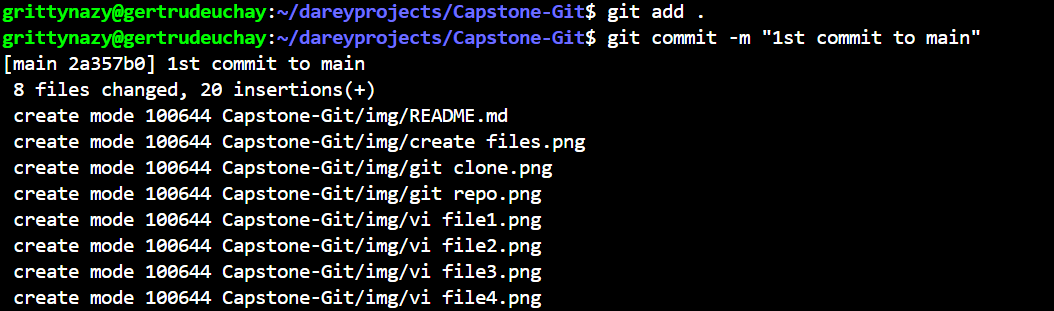 grittynazy@gertrudeuchay:~/dareyprojects/Capstone-Git$ git add .
grittynazy@gertrudeuchay:~/dareyprojects/Capstone-Git$ git commit -m "1st commit to main"
[main 2a357b0] 1st commit to main
 8 files changed, 20 insertions(+)
 create mode 100644 Capstone-Git/img/README.md
 create mode 100644 Capstone-Git/img/create files.png
 create mode 100644 Capstone-Git/img/git clone.png
 create mode 100644 Capstone-Git/img/git repo.png
 create mode 100644 Capstone-Git/img/vi file1.png
 create mode 100644 Capstone-Git/img/vi file2.png
 create mode 100644 Capstone-Git/img/vi file3.png
 create mode 100644 Capstone-Git/img/vi file4.png